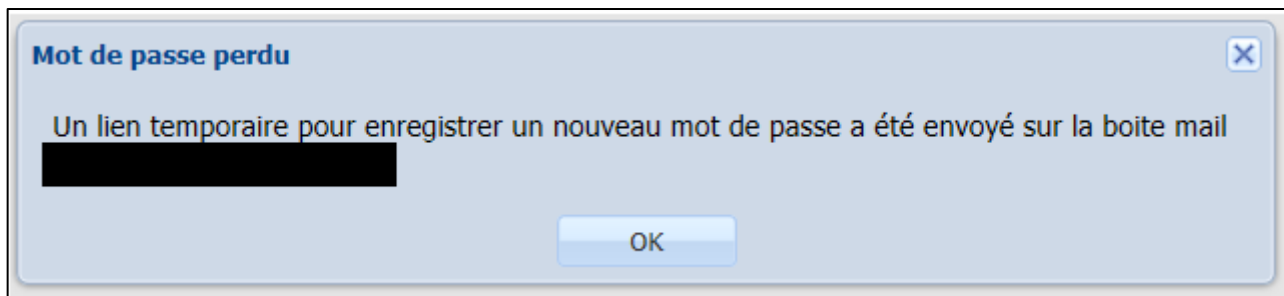 Mot de passe perdu
Un lien temporaire pour enregistrer un nouveau mot de passe a été envoyé sur la boite mail
OK